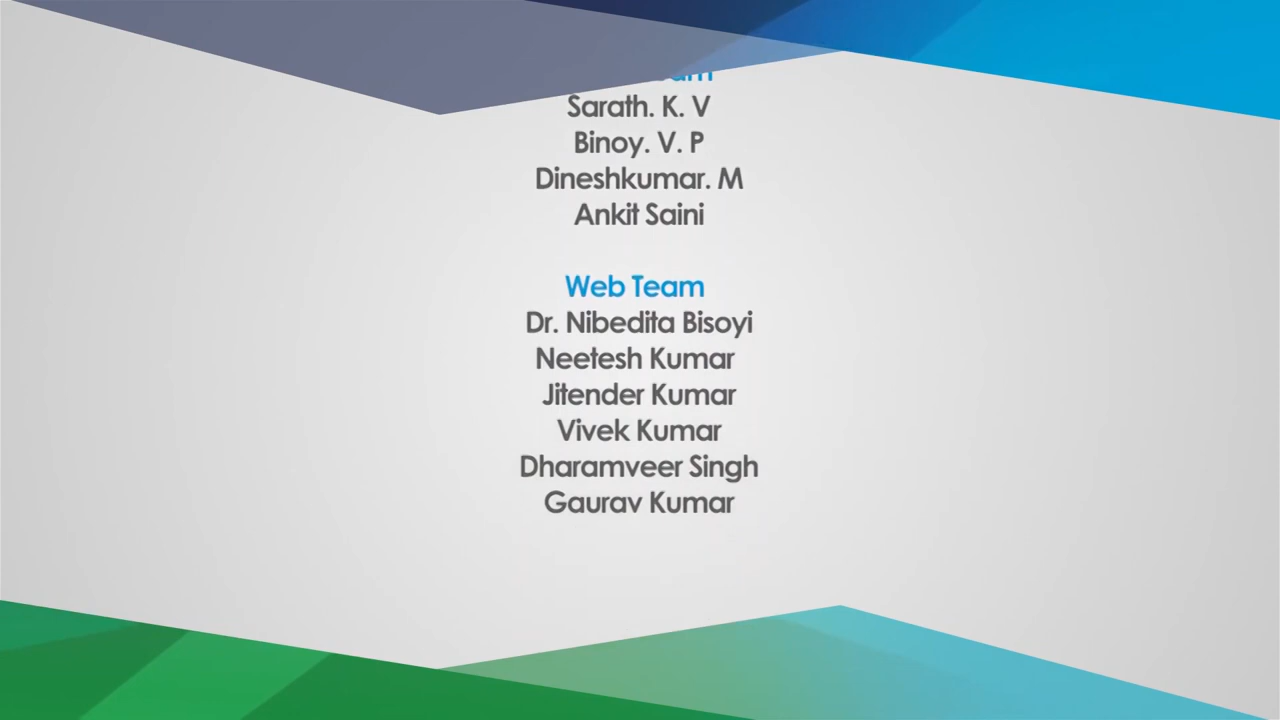 Sarath. K. V
Binoy. V. P
Dineshkumar. M
Ankit Saini
Web Team
Dr. Nibedita Bisoyi
Neetesh Kumar
Jitender Kumar
Vivek Kumar
Dharamveer Singh
Gaurav Kumar